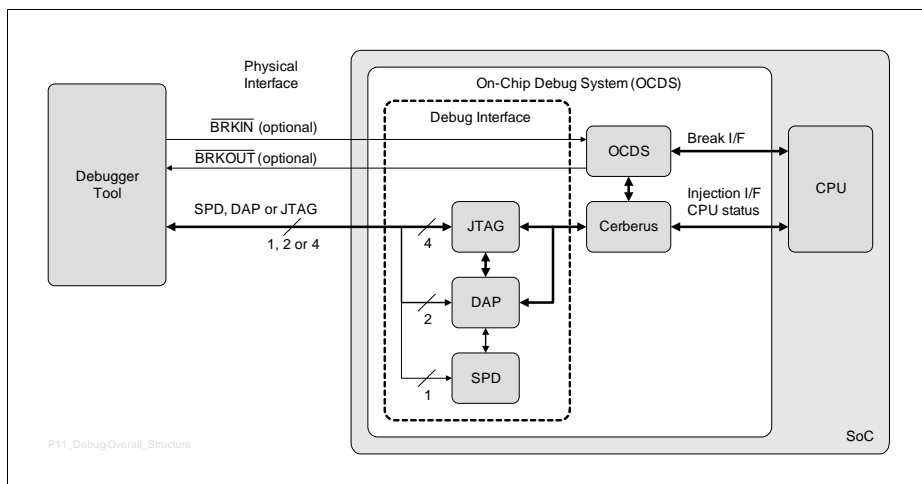 Physical
Interface
On-Chip Debug System (OCDS)
Debug Interface
BRKIN (optional)
BRKOUT (optional)
Debugger
Tool
SPD, DAP or JTAG
1, 2 or 4
4
JTAG
2
DAP
1
SPD
OCDS
Break I/F
Cerberus
Injection I/F
CPU status
CPU
SoC
P11_Debug-Overall_Structure